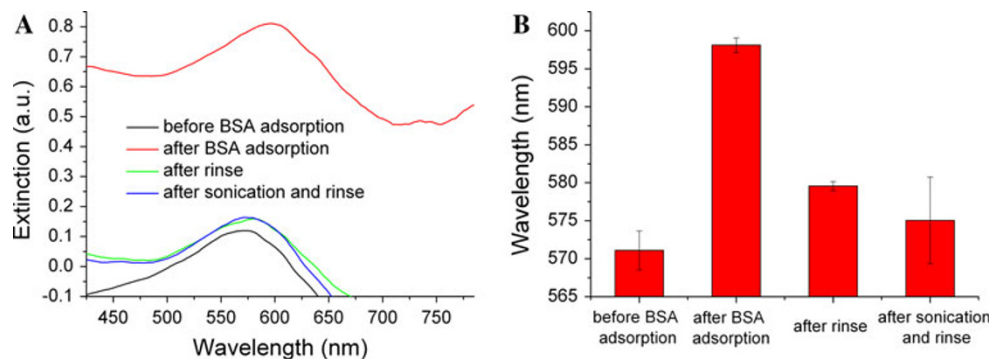 A
Extinction (a.u.)
0.8
0.7
0.6
0.5
0.4
0.3
0.2
0.1
0.0
-0.1
before BSA adsorption
after BSA adsorption
after rinse
after sonication and rinse
450 500 550 600 650 700 750
Wavelength (nm)
B
Wavelength (nm)
600
595
590
585
580
575
570
565
before BSA
adsorption
after BSA
adsorption
after rinse
after sonication
and rinse